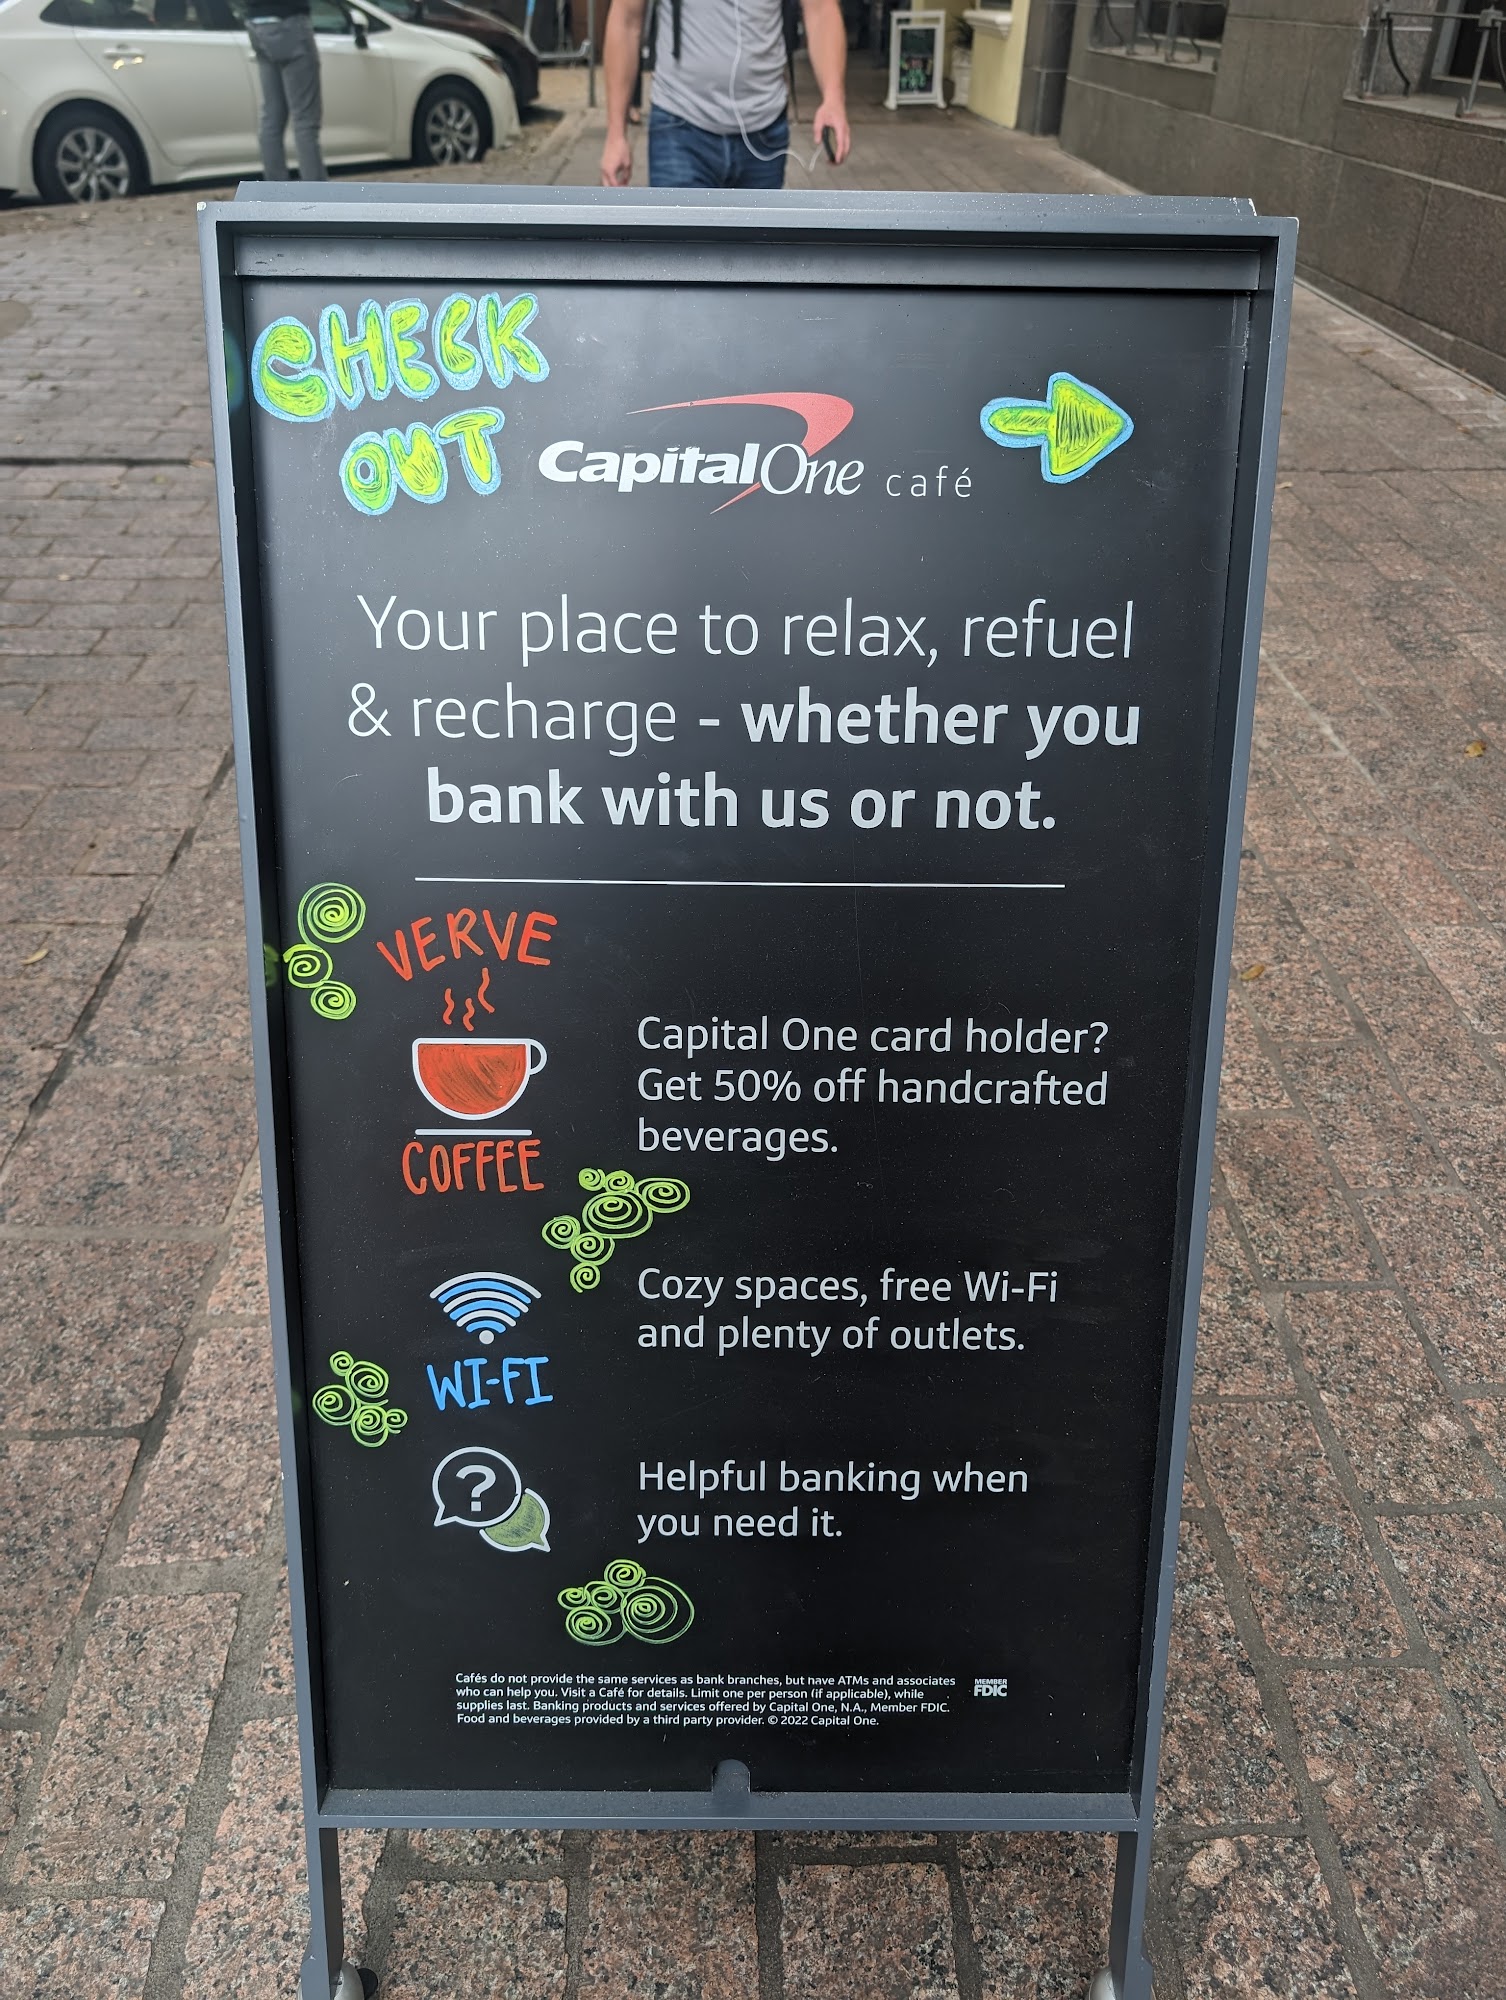 CHECK
OUT
CapitalOne café
Your place to relax, refuel
& recharge - whether you
bank with us or not.
VERVE
COFFEE
Capital One card holder?
Get 50% off handcrafted
beverages.
WI-FI
Cozy spaces, free Wi-Fi
and plenty of outlets.
?
Helpful banking when
you need it.
Cafés do not provide the same services as bank branches, but have ATMs and associates
who can help you. Visit a Café for details. Limit one per person (if applicable), while
supplies last. Banking products and services offered by Capital One, N.A., Member FDIC.
Food and beverages provided by a third party provider. © 2022 Capital One.
MEMBER
FDIC